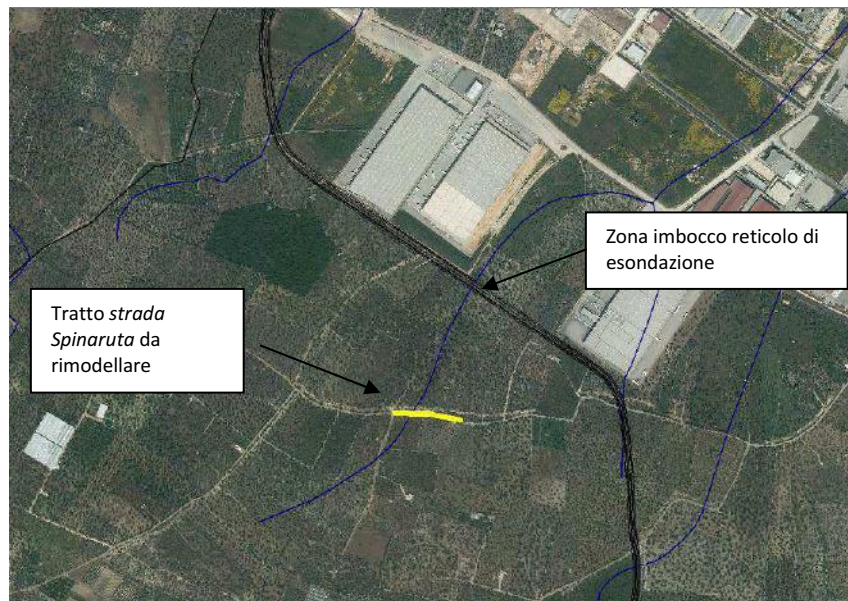 Zona imbocco reticolo di
esondazione
Tratto strada
Spinaruta da
rimodellare